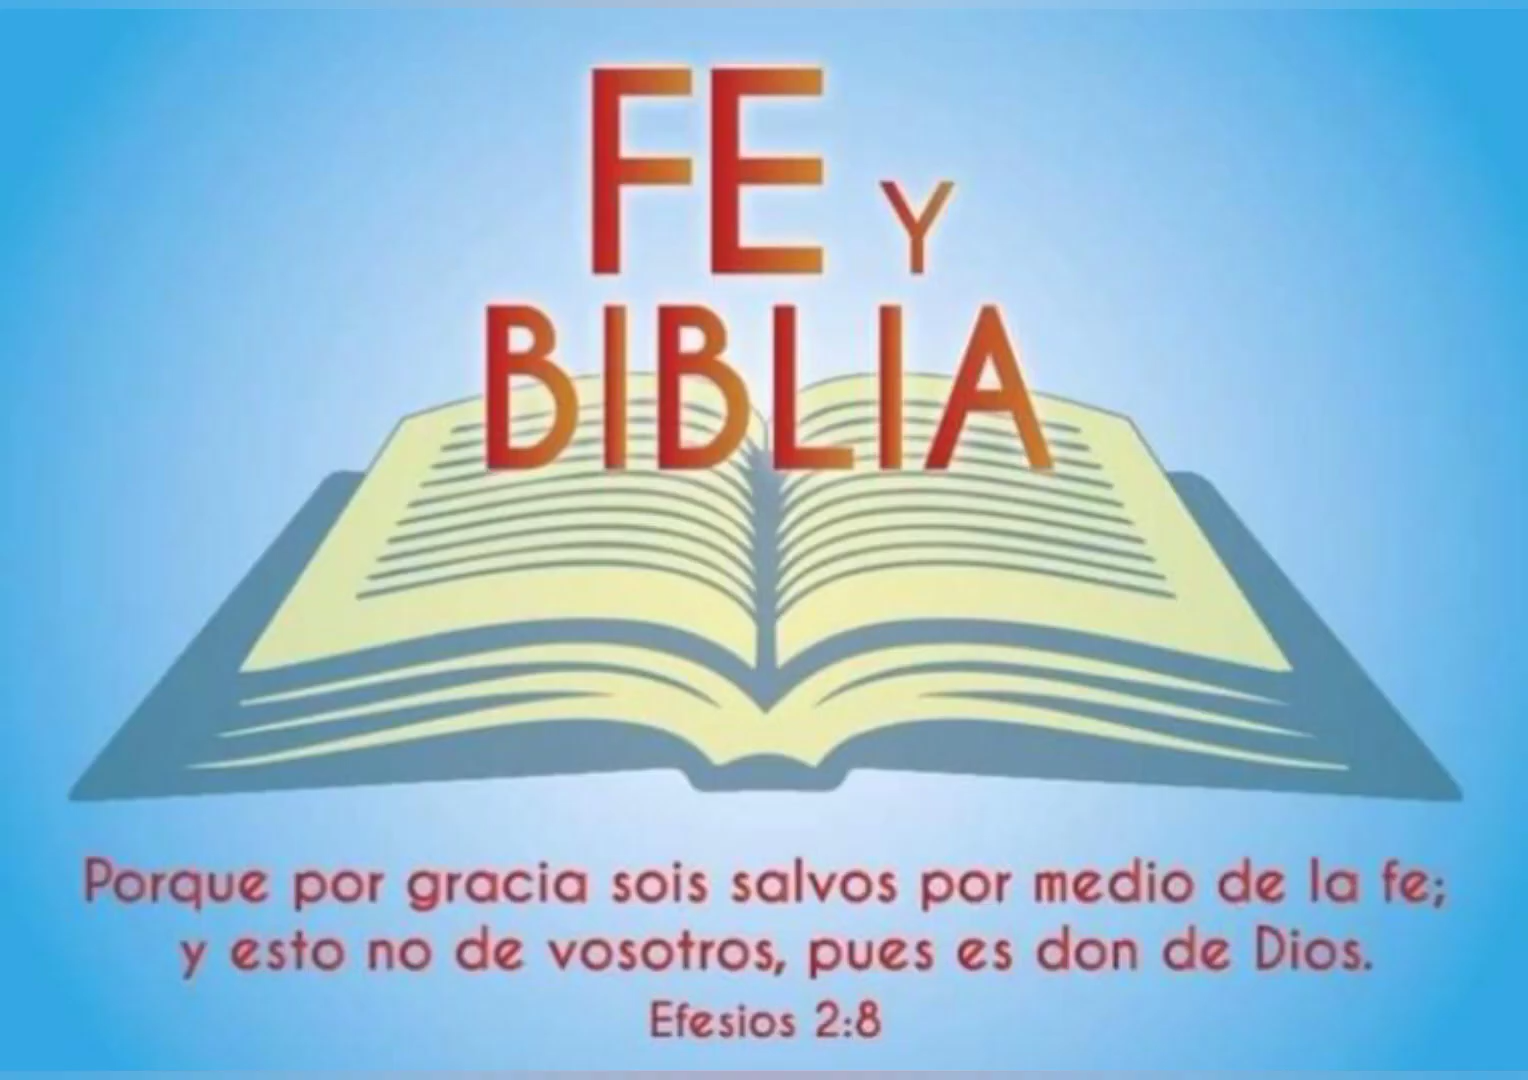 FE Y
BIBLIA
Porque por gracia sois salvos por medio de la fe;
y esto no de vosotros, pues es don de Dios.
Efesios 2:8